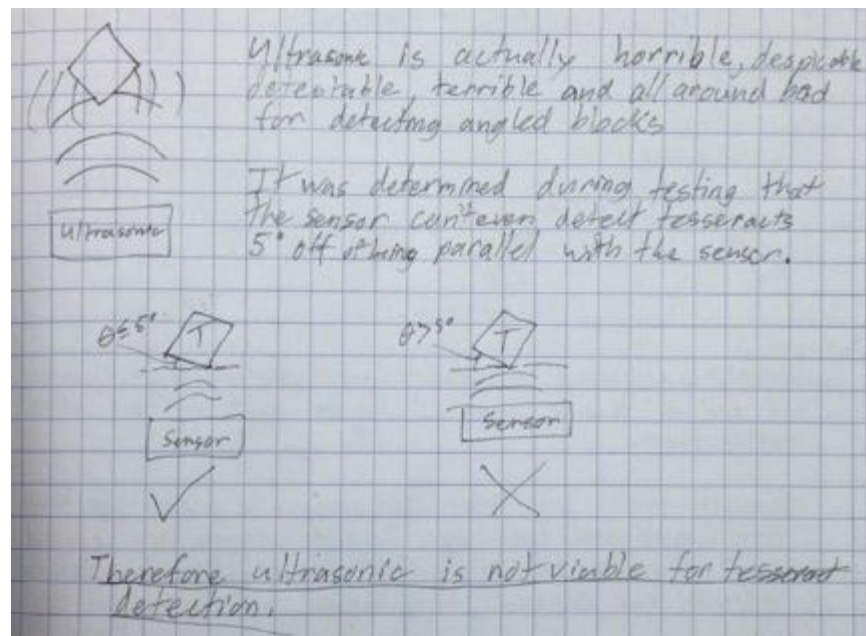 Ultrasonic is actually horrible, despicable
detestable, terrible and all around bad
for detecting angled blocks
It was determined during testing that
the sensor can't even detect tesseracts
5° off of being parallel with the sensor.
Ultrasonic
θ≤5°
T
θ>5°
T
Sensor
Sensor
Therefore ultrasonic is not viable for tesseract
detection.